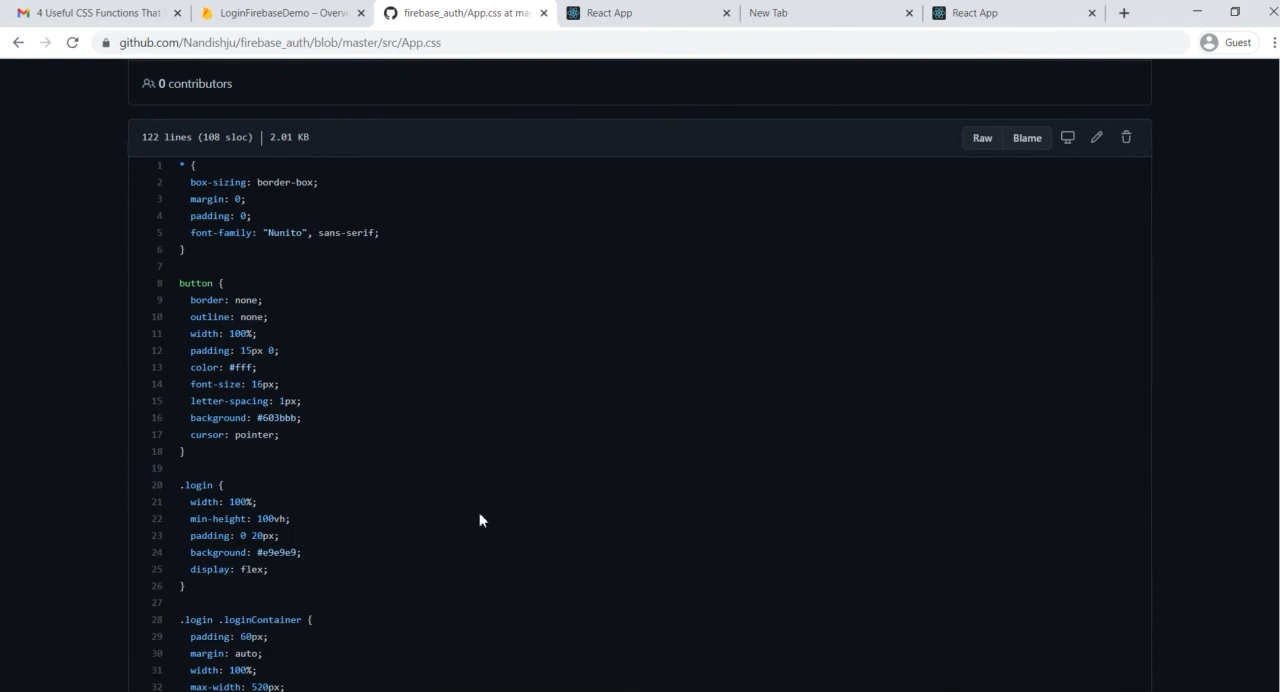 4 Useful CSS Functions That
LoginFirebaseDemo – Overvi
firebase_auth/App.css at mas
React App
New Tab
React App
github.com/Nandishju/firebase_auth/blob/master/src/App.css
Guest
0 contributors
122 lines (108 sloc) | 2.01 KB
Raw
Blame
1 * {
2 box-sizing: border-box;
3 margin: 0;
4 padding: 0;
5 font-family: "Nunito", sans-serif;
6 }
7
8 button {
9 border: none;
10 outline: none;
11 width: 100%;
12 padding: 15px 0;
13 color: #fff;
14 font-size: 16px;
15 letter-spacing: 1px;
16 background: #603bbb;
17 cursor: pointer;
18 }
19
20 .login {
21 width: 100%;
22 min-height: 100vh;
23 padding: 0 20px;
24 background: #e9e9e9;
25 display: flex;
26 }
27
28 .login .loginContainer {
29 padding: 60px;
30 margin: auto;
31 width: 100%;
32 max-width: 520px;